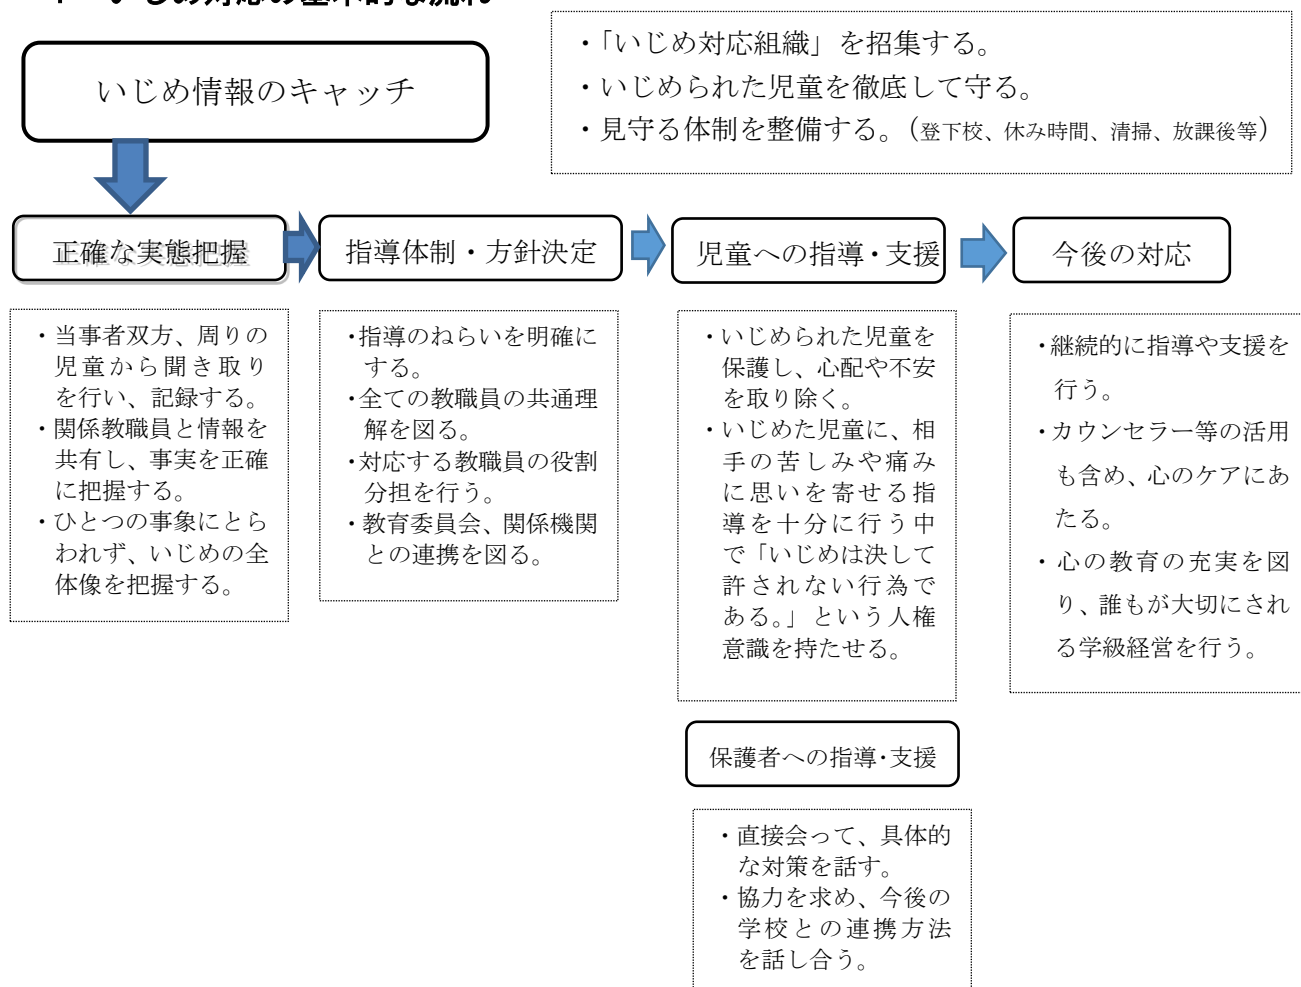 いじめ対応の基本的な流れ
いじめ情報のキャッチ
・「いじめ対応組織」を招集する。
・いじめられた児童を徹底して守る。
・見守る体制を整備する。（登下校、休み時間、清掃、放課後等）
正確な実態把握
指導体制・方針決定
児童への指導・支援
今後の対応
・当事者双方、周りの
児童から聞き取り
を行い、記録する。
・関係教職員と情報を
共有し、事実を正確
に把握する。
・ひとつの事象にとら
われず、いじめの全
体像を把握する。
・指導のねらいを明確に
する。
・全ての教職員の共通理
解を図る。
・対応する教職員の役割
分担を行う。
・教育委員会、関係機関
との連携を図る。
・いじめられた児童を
保護し、心配や不安
を取り除く。
・いじめた児童に、相
手の苦しみや痛み
に思いを寄せる指
導を十分に行う中
で「いじめは決して
許されない行為で
ある。」という人権
意識を持たせる。
・継続的に指導や支援を
行う。
・カウンセラー等の活用
も含め、心のケアにあ
たる。
・心の教育の充実を図
り、誰もが大切にされ
る学級経営を行う。
保護者への指導・支援
・直接会って、具体的
な対策を話す。
・協力を求め、今後の
学校との連携方法
を話し合う。